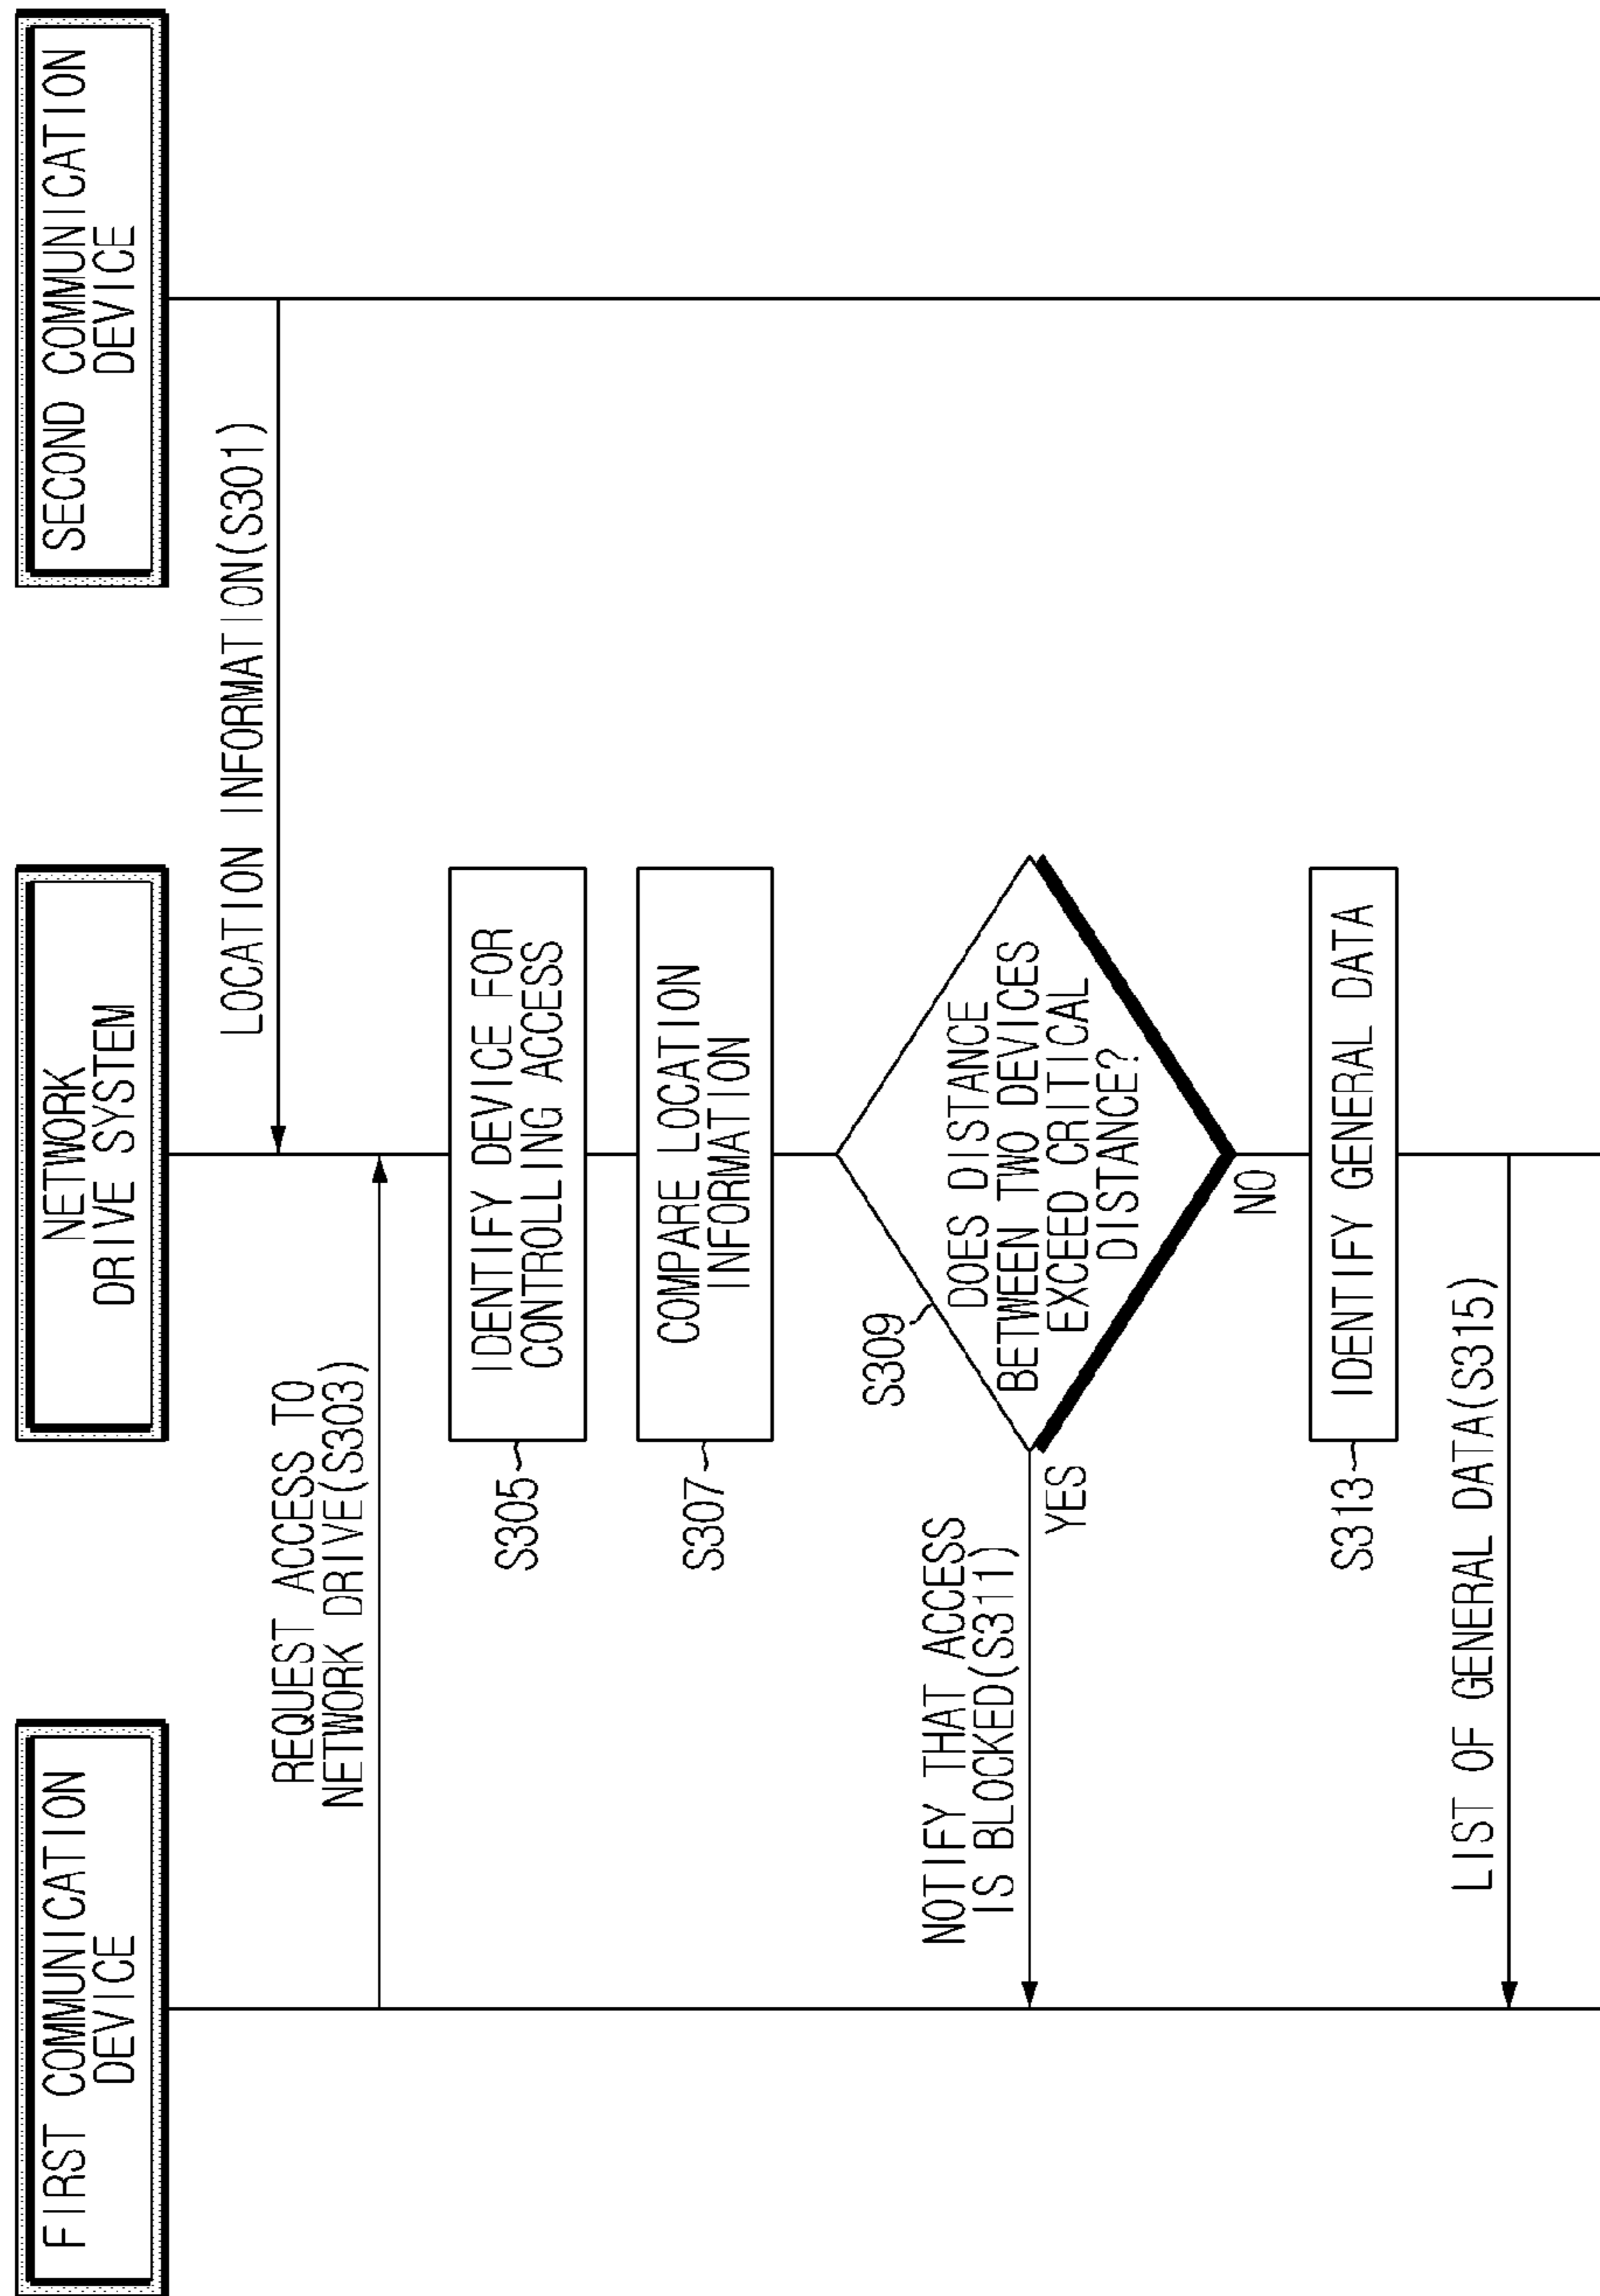 FIRST COMMUNICATION
DEVICE
NETWORK
DRIVE SYSTEM
SECOND COMMUNICATION
DEVICE
LOCATION INFORMATION(S301)
REQUEST ACCESS TO
NETWORK DRIVE(S303)
S305
IDENTIFY DEVICE FOR
CONTROLLING ACCESS
S307
COMPARE LOCATION
INFORMATION
S309
DOES DISTANCE
BETWEEN TWO DEVICES
EXCEED CRITICAL
DISTANCE?
NOTIFY THAT ACCESS
IS BLOCKED(S311)
YES
NO
S313
IDENTIFY GENERAL DATA
LIST OF GENERAL DATA(S315)